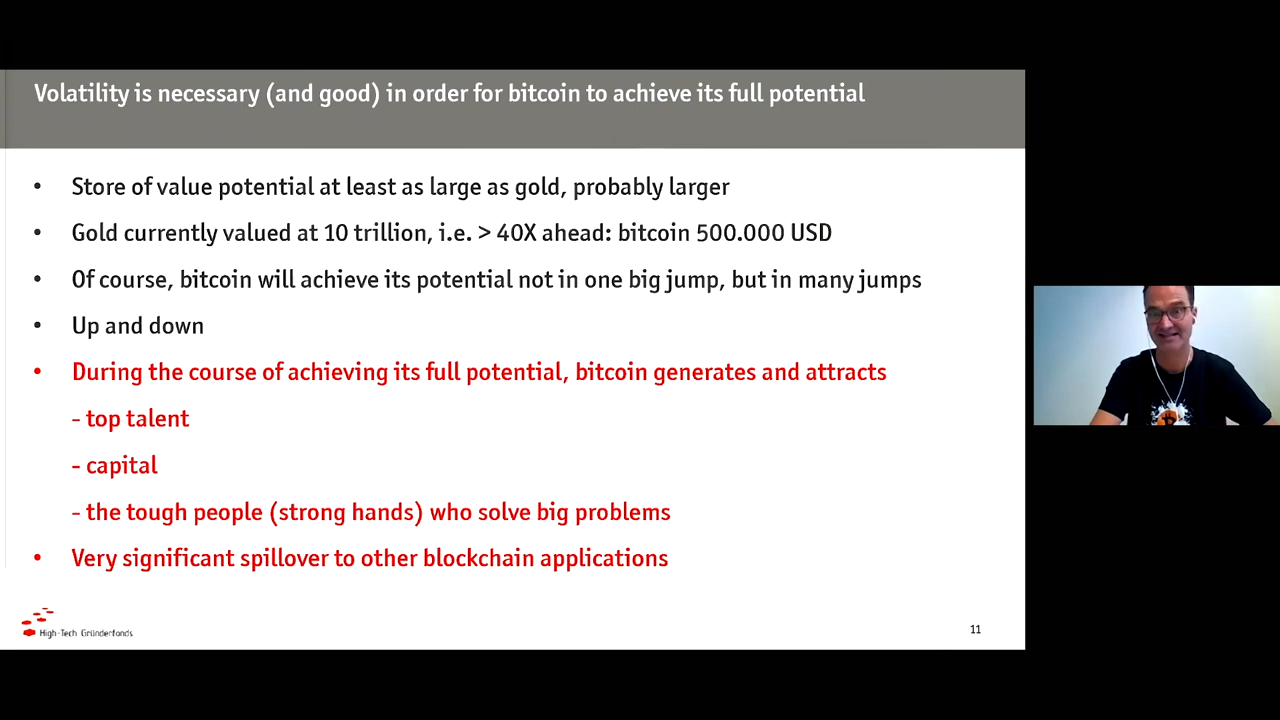 Volatility is necessary (and good) in order for bitcoin to achieve its full potential
• Store of value potential at least as large as gold, probably larger
• Gold currently valued at 10 trillion, i.e. > 40X ahead: bitcoin 500.000 USD
• Of course, bitcoin will achieve its potential not in one big jump, but in many jumps
• Up and down
• During the course of achieving its full potential, bitcoin generates and attracts
- top talent
- capital
- the tough people (strong hands) who solve big problems
• Very significant spillover to other blockchain applications
High-Tech Gründerfonds
11